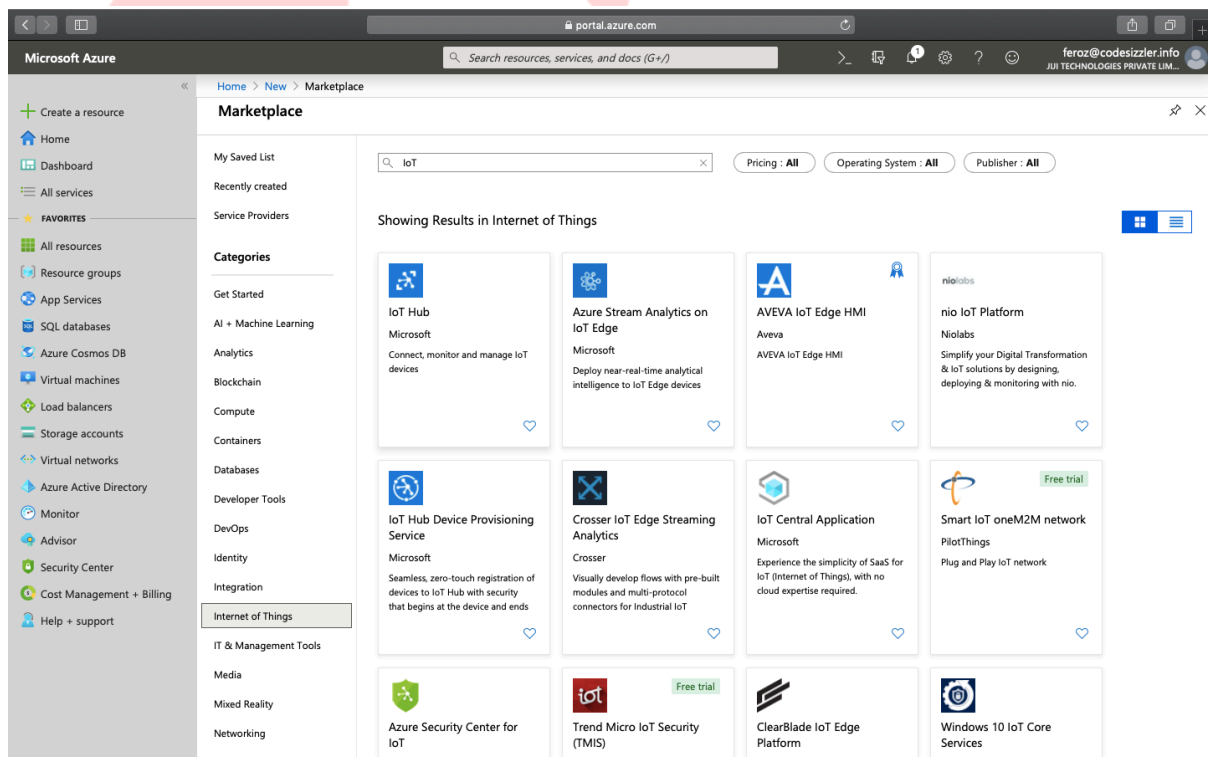 portal.azure.com
Microsoft Azure
Search resources, services, and docs (G+/)
1
feroz@codesizzler.info
JIJI TECHNOLOGIES PRIVATE LIM...
Home > New > Marketplace
Marketplace
Create a resource
Home
Dashboard
All services
FAVORITES
All resources
Resource groups
App Services
SQL databases
Azure Cosmos DB
Virtual machines
Load balancers
Storage accounts
Virtual networks
Azure Active Directory
Monitor
Advisor
Security Center
Cost Management + Billing
Help + support
My Saved List
Recently created
Service Providers
Categories
Get Started
AI + Machine Learning
Analytics
Blockchain
Compute
Containers
Databases
Developer Tools
DevOps
Identity
Integration
Internet of Things
IT & Management Tools
Media
Mixed Reality
Networking
IoT
Pricing : All
Operating System : All
Publisher : All
Showing Results in Internet of Things
IoT Hub
Microsoft
Connect, monitor and manage IoT
devices
Azure Stream Analytics on
IoT Edge
Microsoft
Deploy near-real-time analytical
intelligence to IoT Edge devices
AVEVA IoT Edge HMI
Aveva
AVEVA IoT Edge HMI
niolabs
nio IoT Platform
Niolabs
Simplify your Digital Transformation
& IoT solutions by designing,
deploying & monitoring with nio.
IoT Hub Device Provisioning
Service
Microsoft
Seamless, zero-touch registration of
devices to IoT Hub with security
that begins at the device and ends
Crosser IoT Edge Streaming
Analytics
Crosser
Visually develop flows with pre-built
modules and multi-protocol
connectors for Industrial IoT
IoT Central Application
Microsoft
Experience the simplicity of SaaS for
IoT (Internet of Things), with no
cloud expertise required.
Free trial
Smart IoT oneM2M network
PilotThings
Plug and Play IoT network
Azure Security Center for
IoT
iot
Free trial
Trend Micro IoT Security
(TMIS)
ClearBlade IoT Edge
Platform
Windows 10 IoT Core
Services